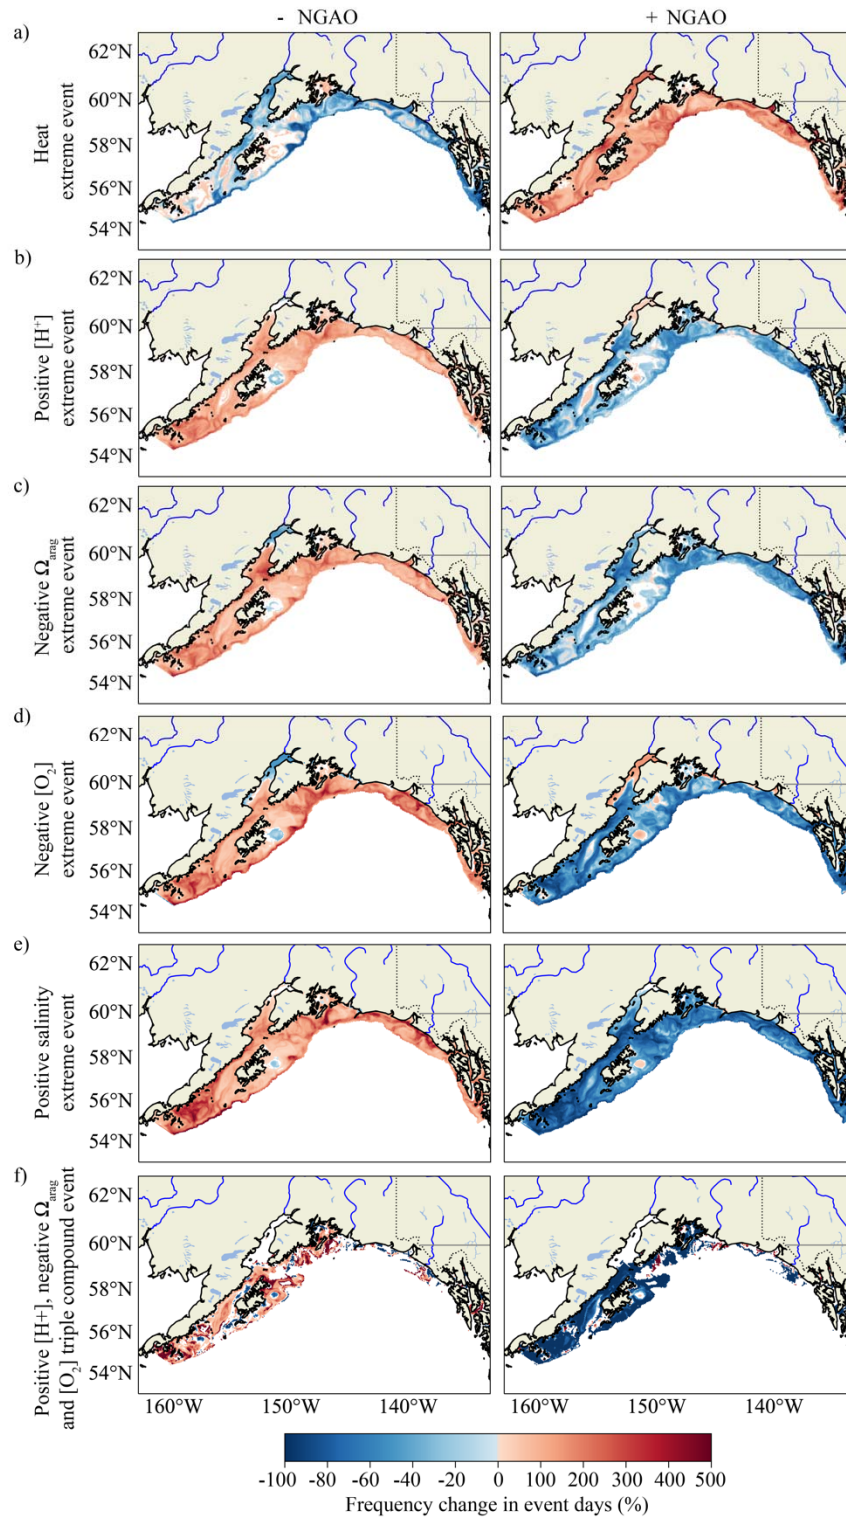 - NGAO
+ NGAO
a)
62°N
60°N
58°N
56°N
54°N
Heat
extreme event
b)
62°N
60°N
58°N
56°N
54°N
Positive [H⁺]
extreme event
c)
62°N
60°N
58°N
56°N
54°N
Negative Ωarag
extreme event
d)
62°N
60°N
58°N
56°N
54°N
Negative [O₂]
extreme event
e)
62°N
60°N
58°N
56°N
54°N
Positive salinity
extreme event
f)
62°N
60°N
58°N
56°N
54°N
Positive [H+], negative Ωarag
and [O₂] triple compound event
160°W 150°W 140°W
160°W 150°W 140°W
-100 -80 -60 -40 -20 0 100 200 300 400 500
Frequency change in event days (%)